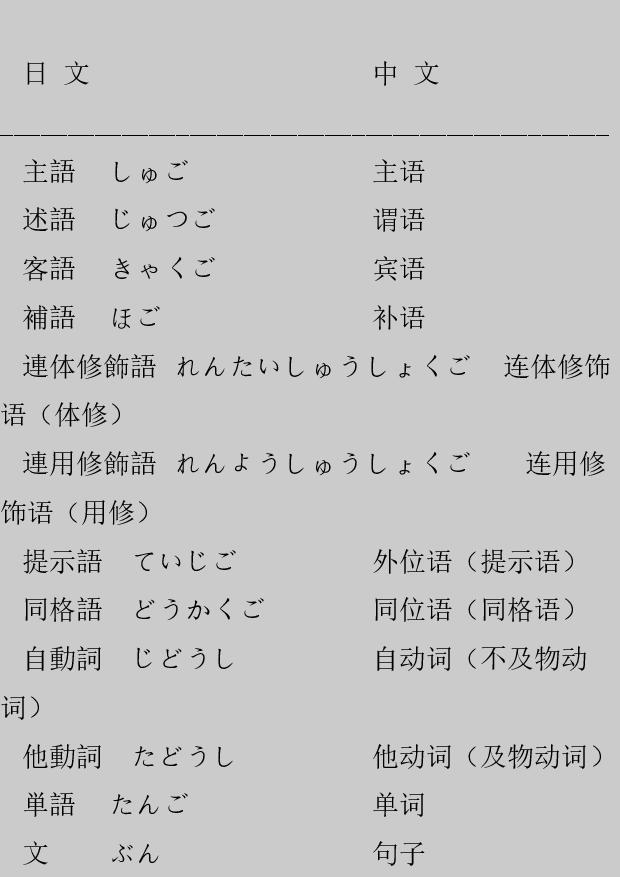 日 文 中 文
主語 しゅご 主语
述語 じゅつご 谓语
客語 きゃくご 宾语
補語 ほご 补语
連体修飾語 れんたいしゅうしょくご 连体修饰
语（体修）
連用修飾語 れんようしゅうしょくご 连用修
饰语（用修）
提示語 ていじご 外位语（提示语）
同格語 どうかくご 同位语（同格语）
自動詞 じどうし 自动词（不及物动
词）
他動詞 たどうし 他动词（及物动词）
単語 たんご 单词
文 ぶん 句子